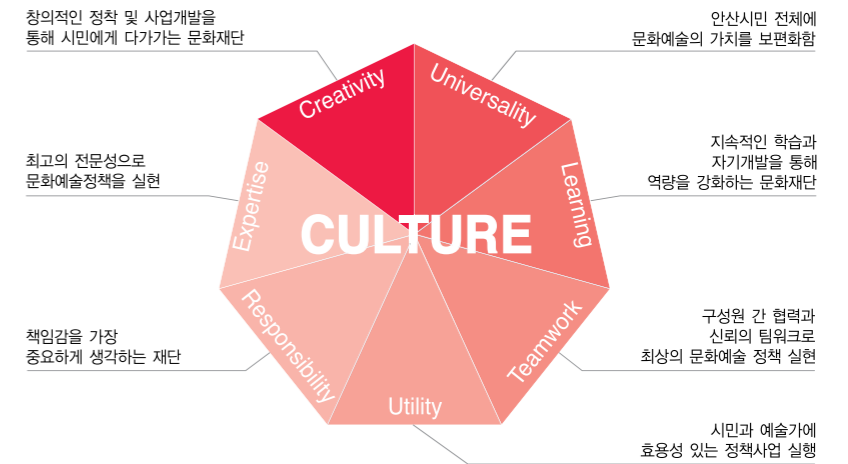 창의적인 정착 및 사업개발을
통해 시민에게 다가가는 문화재단
안산시민 전체에
문화예술의 가치를 보편화함
Creativity
Universality
최고의 전문성으로
문화예술정책을 실현
지속적인 학습과
자기개발을 통해
역량을 강화하는 문화재단
Expertise
Learning
CULTURE
책임감을 가장
중요하게 생각하는 재단
구성원 간 협력과
신뢰의 팀워크로
최상의 문화예술 정책 실현
Responsibility
Teamwork
Utility
시민과 예술가에
효용성 있는 정책사업 실행